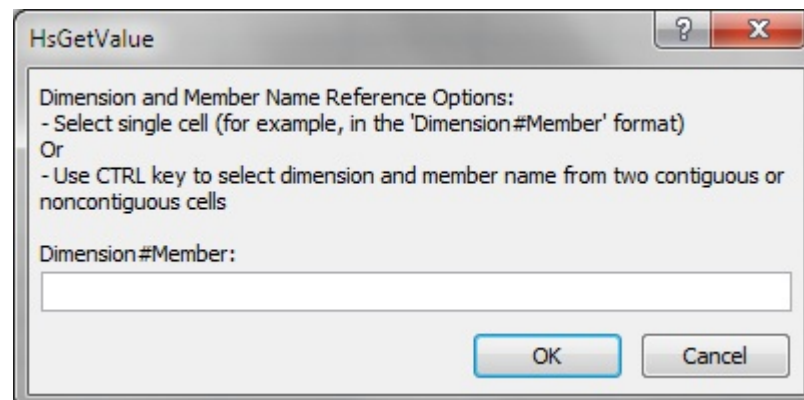 HsGetValue
?
X
Dimension and Member Name Reference Options:
- Select single cell (for example, in the 'Dimension#Member' format)
Or
- Use CTRL key to select dimension and member name from two contiguous or
noncontiguous cells
Dimension#Member:
OK Cancel